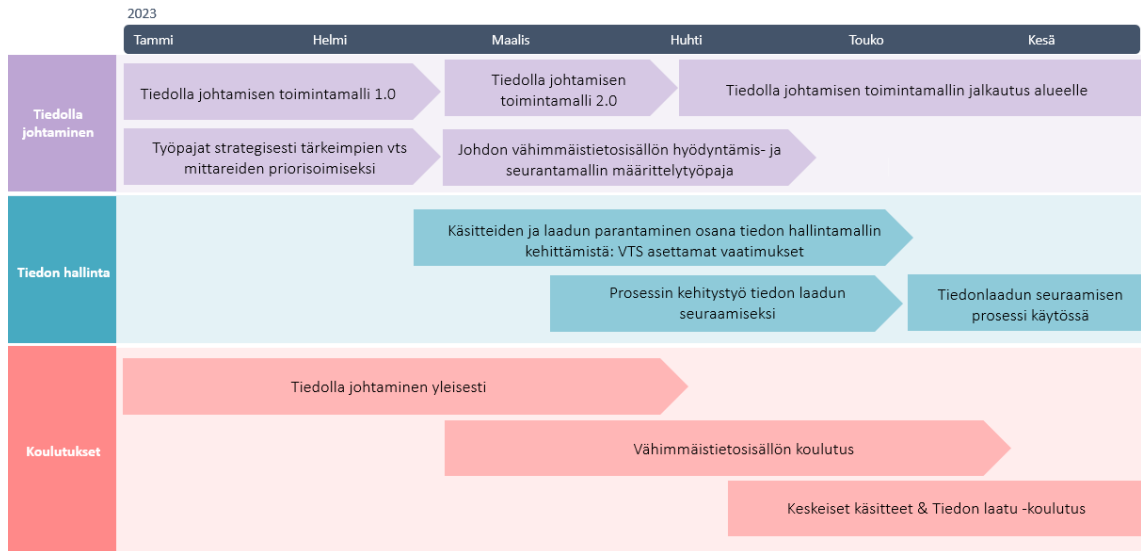 2023
Tammi Helmi Maalis Huhti Touko Kesä
Tiedolla
johtaminen
Tiedolla johtamisen toimintamalli 1.0
Tiedolla johtamisen
toimintamalli 2.0
Tiedolla johtamisen toimintamallin jalkautus alueelle
Työpajat strategisesti tärkeimpien vts
mittareiden priorisoimiseksi
Johdon vähimmäistietosisällön hyödyntämis- ja
seurantamallin määrittelytyöpaja
Tiedon hallinta
Käsitteiden ja laadun parantaminen osana tiedon hallintamallin
kehittämistä: VTS asettamat vaatimukset
Prosessin kehitystyö tiedon laadun
seuraamiseksi
Tiedonlaadun seuraamisen
prosessi käytössä
Koulutukset
Tiedolla johtaminen yleisesti
Vähimmäistietosisällön koulutus
Keskeiset käsitteet & Tiedon laatu -koulutus